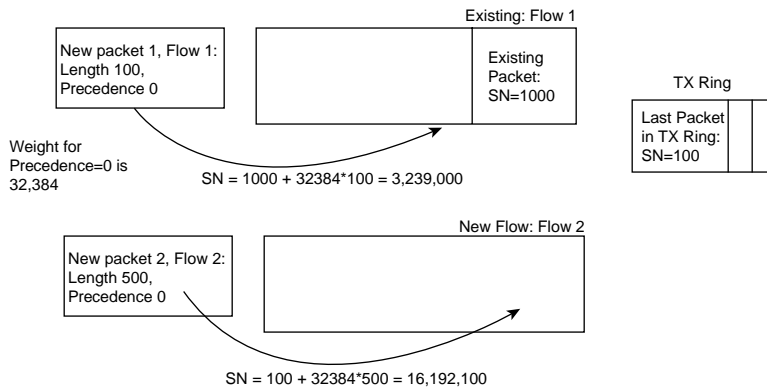 Existing: Flow 1
New packet 1, Flow 1:
Length 100,
Precedence 0
Existing
Packet:
SN=1000
TX Ring
Last Packet
in TX Ring:
SN=100
Weight for
Precedence=0 is
32,384
SN = 1000 + 32384*100 = 3,239,000
New Flow: Flow 2
New packet 2, Flow 2:
Length 500,
Precedence 0
SN = 100 + 32384*500 = 16,192,100